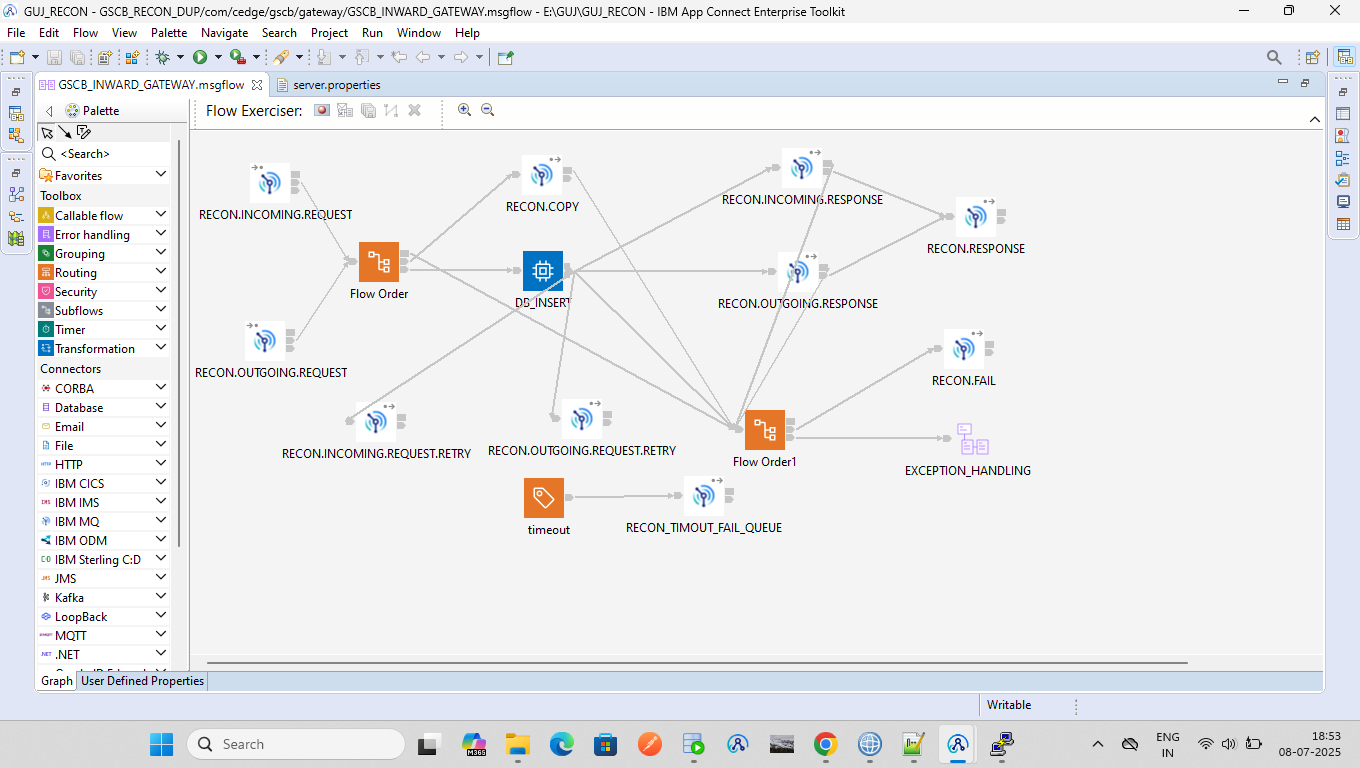 GUJ_RECON - GSCB_RECON_DUP/com/cedge/gscb/gateway/GSCB_INWARD_GATEWAY.msgflow - E:\GUJ\GUJ_RECON - IBM App Connect Enterprise Toolkit
File Edit Flow View Palette Navigate Search Project Run Window Help
GSCB_INWARD_GATEWAY.msgflow server.properties
Palette
Flow Exerciser:
<Search>
Favorites
Toolbox
Callable flow
Error handling
Grouping
Routing
Security
Subflows
Timer
Transformation
Connectors
CORBA
Database
Email
File
HTTP
IBM CICS
IBM IMS
IBM MQ
IBM ODM
IBM Sterling C:D
JMS
Kafka
LoopBack
MQTT
.NET
RECON.INCOMING.REQUEST
RECON.COPY
RECON.INCOMING.RESPONSE
RECON.RESPONSE
Flow Order
DB_INSERT
RECON.OUTGOING.RESPONSE
RECON.OUTGOING.REQUEST
RECON.FAIL
RECON.INCOMING.REQUEST.RETRY
RECON.OUTGOING.REQUEST.RETRY
Flow Order1
EXCEPTION_HANDLING
timeout
RECON_TIMOUT_FAIL_QUEUE
Graph User Defined Properties
Writable
Search
M365
ENG
IN
18:53
08-07-2025